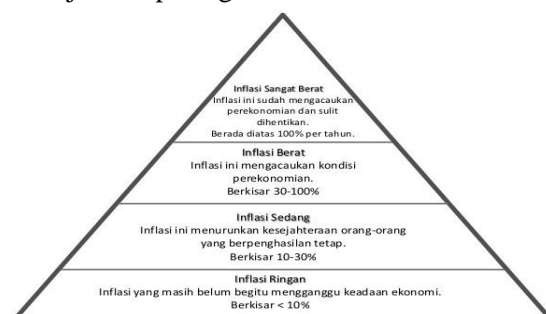 Inflasi Sangat Berat
Inflasi ini sudah mengacaukan
perekonomian dan sulit
dihentikan.
Berada diatas 100% per tahun.
Inflasi Berat
Inflasi ini mengacaukan kondisi
perekonomian.
Berkisar 30-100%
Inflasi Sedang
Inflasi ini menurunkan kesejahteraan orang-orang
yang berpenghasilan tetap.
Berkisar 10-30%
Inflasi Ringan
Inflasi yang masih belum begitu mengganggu keadaan ekonomi.
Berkisar < 10%